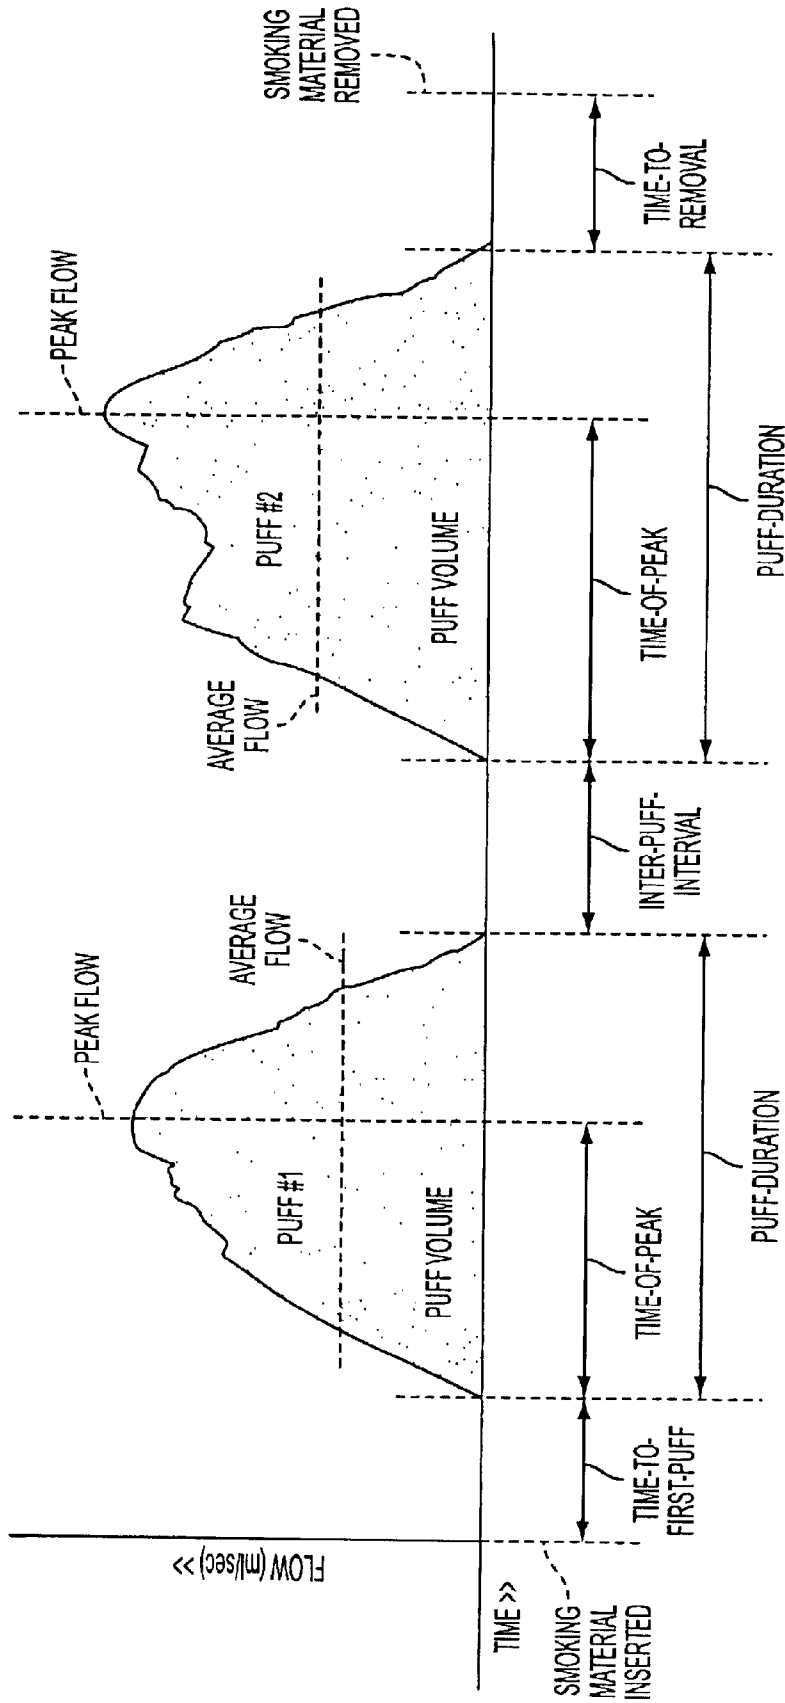 PEAK FLOW
PEAK FLOW
SMOKING
MATERIAL
REMOVED
AVERAGE
FLOW
AVERAGE
FLOW
FLOW (ml/sec) >>
PUFF #1
PUFF #2
PUFF VOLUME
PUFF VOLUME
TIME >>
SMOKING
MATERIAL
INSERTED
TIME-TO-
FIRST-PUFF
TIME-OF-PEAK
INTER-PUFF-
INTERVAL
TIME-OF-PEAK
TIME-TO-
REMOVAL
PUFF-DURATION
PUFF-DURATION